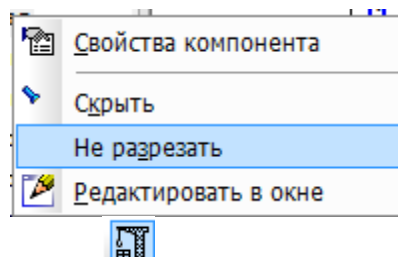 Свойства компонента
Скрыть
Не разрезать
Редактировать в окне